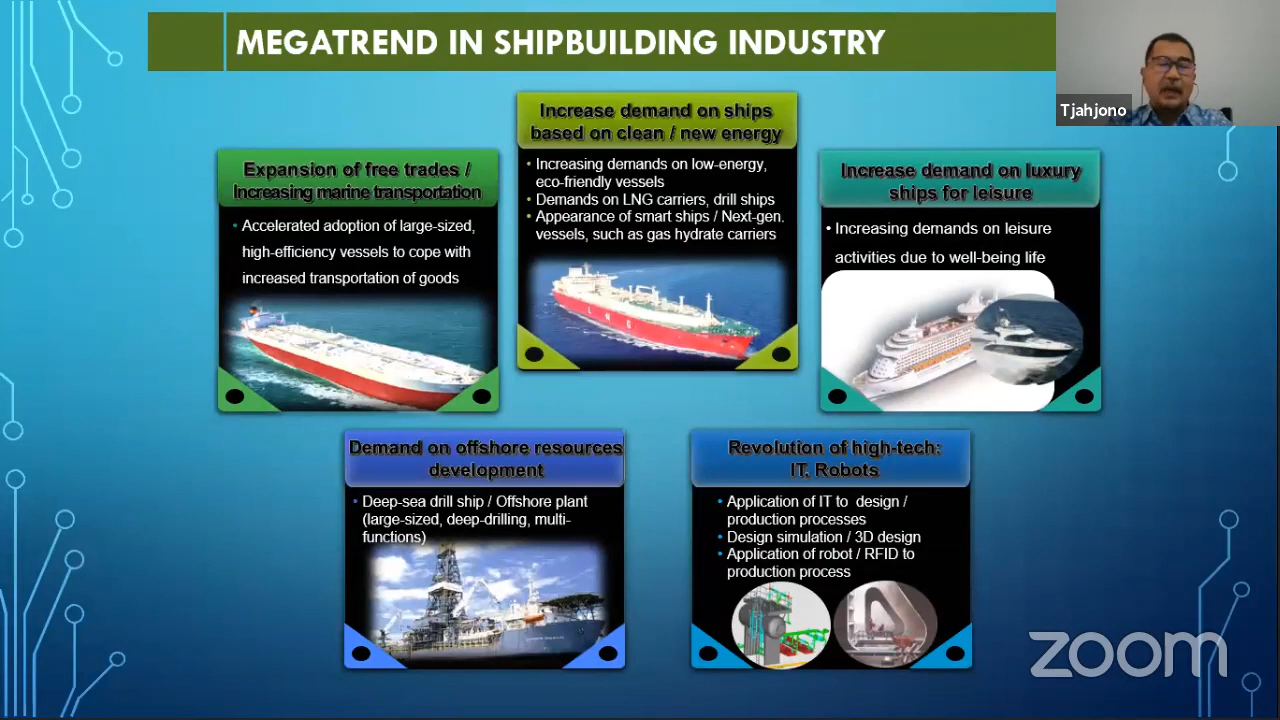 MEGATREND IN SHIPBUILDING INDUSTRY
Tjahjono
Expansion of free trades /
Increasing marine transportation
• Accelerated adoption of large-sized,
high-efficiency vessels to cope with
increased transportation of goods
Increase demand on ships
based on clean / new energy
• Increasing demands on low-energy,
eco-friendly vessels
• Demands on LNG carriers, drill ships
• Appearance of smart ships / Next-gen.
vessels, such as gas hydrate carriers
L N G
Increase demand on luxury
ships for leisure
• Increasing demands on leisure
activities due to well-being life
Demand on offshore resources
development
• Deep-sea drill ship / Offshore plant
(large-sized, deep-drilling, multi-
functions)
Revolution of high-tech:
IT, Robots
• Application of IT to design /
production processes
• Design simulation / 3D design
• Application of robot / RFID to
production process
zoom